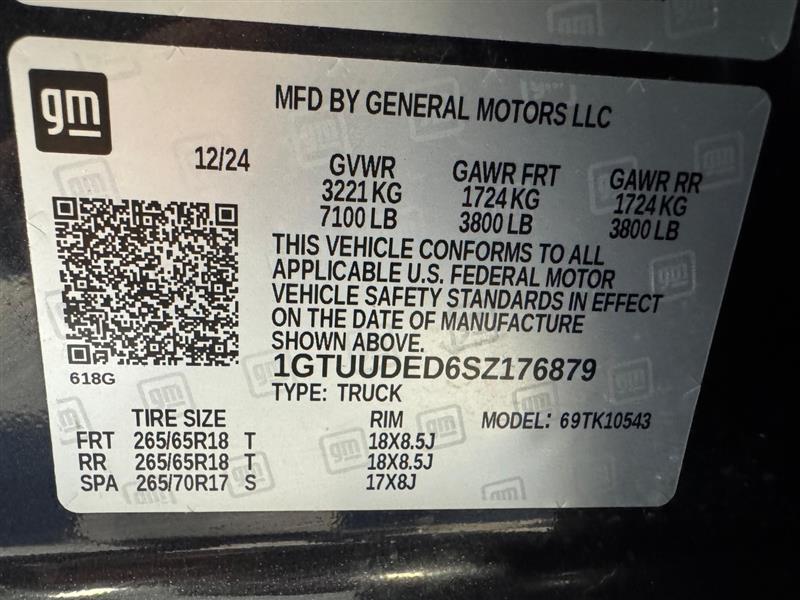 gm
MFD BY GENERAL MOTORS LLC
12/24
GVWR GAWR FRT GAWR RR
3221 KG 1724 KG 1724 KG
7100 LB 3800 LB 3800 LB
THIS VEHICLE CONFORMS TO ALL
APPLICABLE U.S. FEDERAL MOTOR
VEHICLE SAFETY STANDARDS IN EFFECT
ON THE DATE OF MANUFACTURE
SHOWN ABOVE.
618G
1GTUUDED6SZ176879
TYPE: TRUCK
TIRE SIZE RIM MODEL: 69TK10543
FRT 265/65R18 T 18X8.5J
RR 265/65R18 T 18X8.5J
SPA 265/70R17 S 17X8J